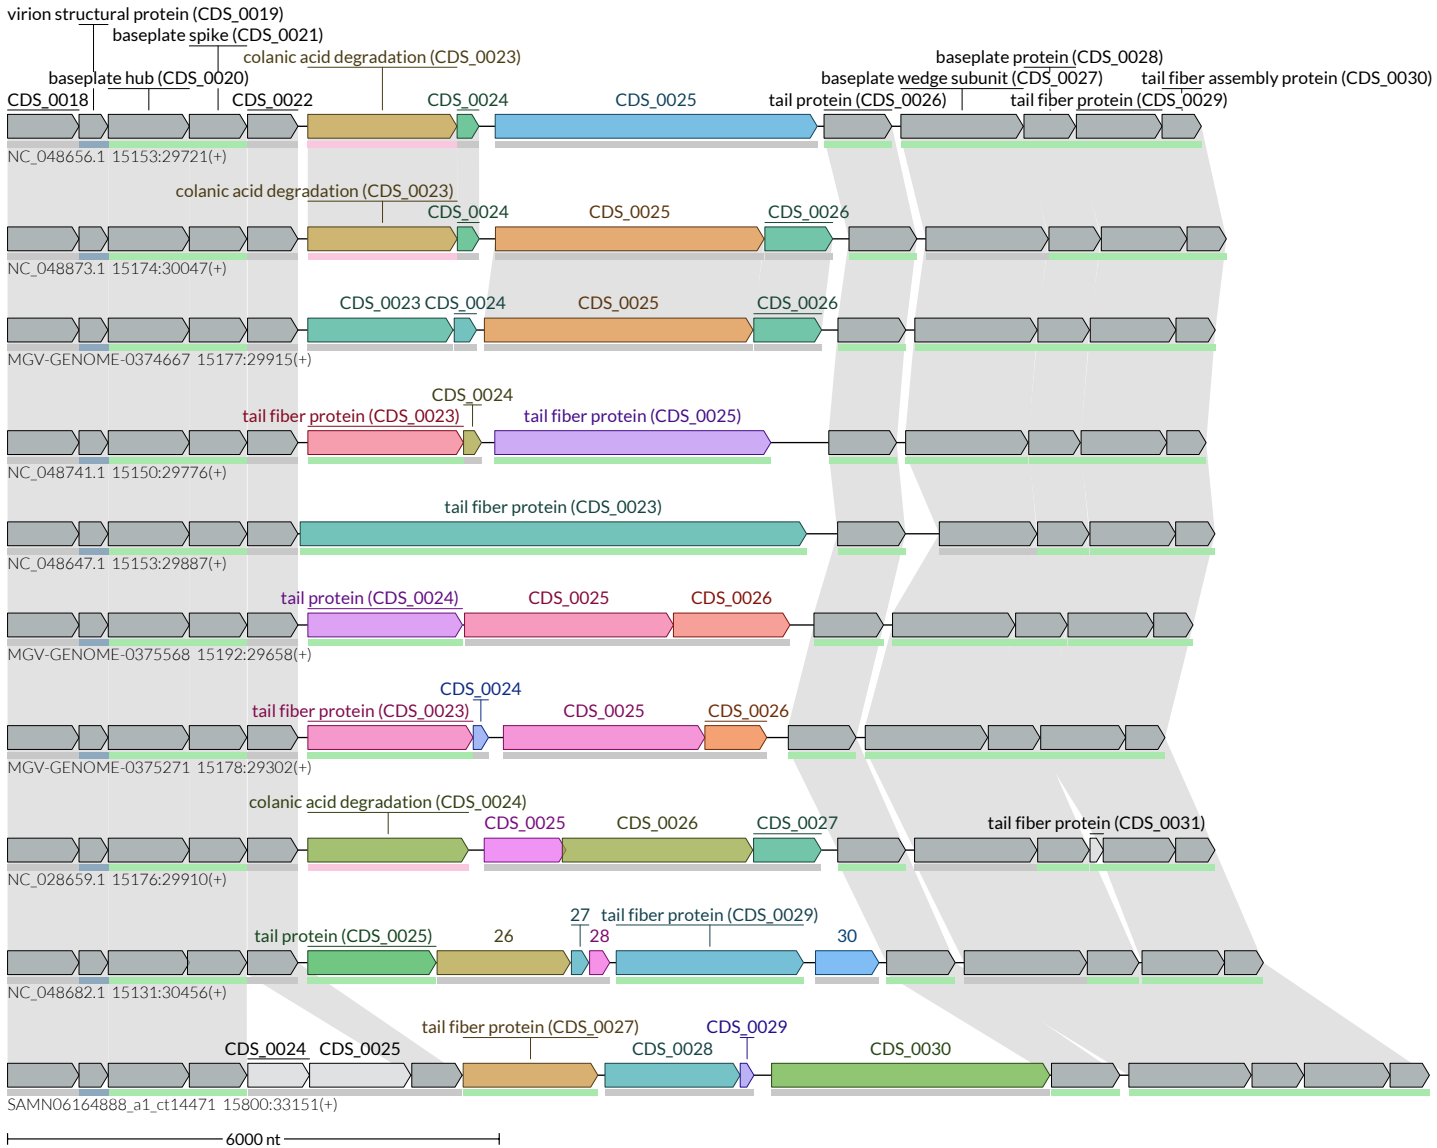 virion structural protein (CDS_0019)
baseplate spike (CDS_0021)
colanic acid degradation (CDS_0023)
baseplate protein (CDS_0028)
baseplate hub (CDS_0020)
baseplate wedge subunit (CDS_0027)
tail fiber assembly protein (CDS_0030)
CDS_0018
CDS_0022
CDS_0024
CDS_0025
tail protein (CDS_0026)
tail fiber protein (CDS_0029)
NC_048656.1 15153:29721(+)
colanic acid degradation (CDS_0023)
CDS_0024
CDS_0025
CDS_0026
NC_048873.1 15174:30047(+)
CDS_0023
CDS_0024
CDS_0025
CDS_0026
MGV-GENOME-0374667 15177:29915(+)
CDS_0024
tail fiber protein (CDS_0023)
tail fiber protein (CDS_0025)
NC_048741.1 15150:29776(+)
tail fiber protein (CDS_0023)
NC_048647.1 15153:29887(+)
tail protein (CDS_0024)
CDS_0025
CDS_0026
MGV-GENOME-0375568 15192:29658(+)
CDS_0024
tail fiber protein (CDS_0023)
CDS_0025
CDS_0026
MGV-GENOME-0375271 15178:29302(+)
colanic acid degradation (CDS_0024)
CDS_0025
CDS_0026
CDS_0027
tail fiber protein (CDS_0031)
NC_028659.1 15176:29910(+)
27
tail fiber protein (CDS_0029)
tail protein (CDS_0025)
26
28
30
NC_048682.1 15131:30456(+)
tail fiber protein (CDS_0027)
CDS_0029
CDS_0024
CDS_0025
CDS_0028
CDS_0030
SAMN06164888_a1_ct14471 15800:33151(+)
6000 nt